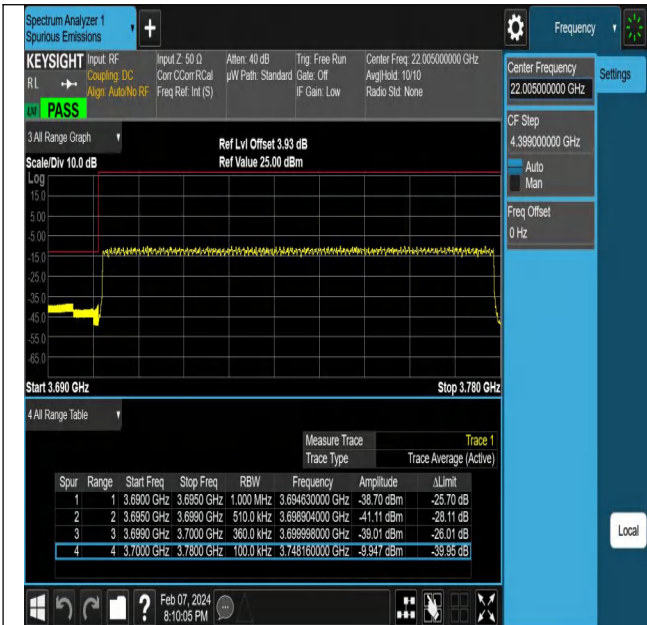 Spectrum Analyzer 1
Spurious Emissions
Frequency
KEYSIGHT Input: RF Input Z: 50 Ω Atten: 40 dB Trig: Free Run Center Freq: 22.005000000 GHz
RL Coupling: DC Corr CCorr RCal µW Path: Standard Gate: Off Avg|Hold: 10/10
Align: Auto/No RF Freq Ref: Int (S) IF Gain: Low Radio Std: None
LXI PASS
3 All Range Graph
Ref Lvl Offset 3.93 dB
Scale/Div 10.0 dB Ref Value 25.00 dBm
Log
15.0
5.00
-5.00
-15.0
-25.0
-35.0
-45.0
-55.0
-65.0
Start 3.690 GHz Stop 3.780 GHz
4 All Range Table
Measure Trace Trace 1
Trace Type Trace Average (Active)
Spur Range Start Freq Stop Freq RBW Frequency Amplitude ΔLimit
1 1 3.6900 GHz 3.6950 GHz 1.000 MHz 3.694630000 GHz -38.70 dBm -25.70 dB
2 2 3.6950 GHz 3.6990 GHz 510.0 kHz 3.698904000 GHz -41.11 dBm -28.11 dB
3 3 3.6990 GHz 3.7000 GHz 360.0 kHz 3.699998000 GHz -39.01 dBm -26.01 dB
4 4 3.7000 GHz 3.7800 GHz 100.0 kHz 3.748160000 GHz -9.947 dBm -39.95 dB
Center Frequency
22.005000000 GHz
Settings
CF Step
4.399000000 GHz
Auto
Man
Freq Offset
0 Hz
Local
?
Feb 07, 2024
8:10:05 PM